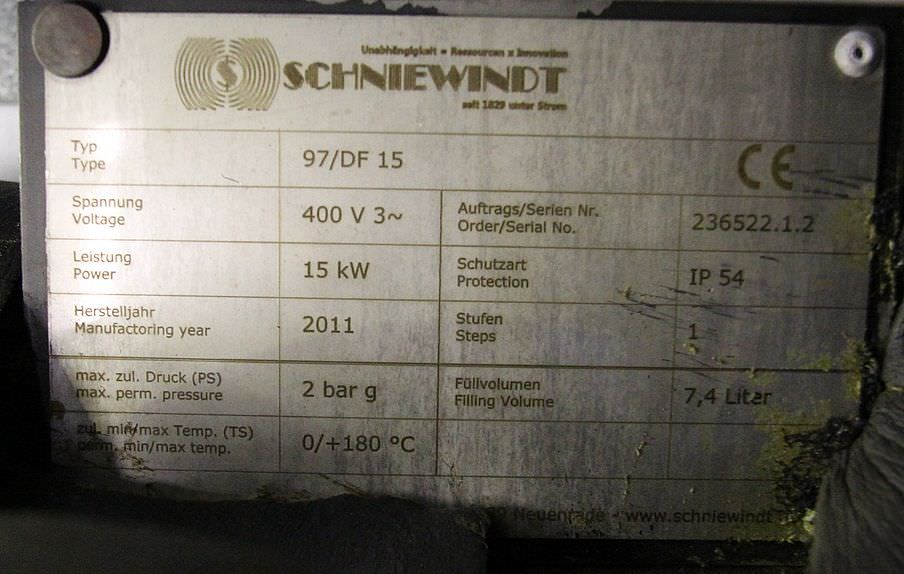 Unabhängigkeit = Ressourcen x Innovation
SCHNIEWINDT
seit 1829 unter Strom
Typ
Type
97/DF 15
CE
Spannung
Voltage
400 V 3~
Auftrags/Serien Nr.
Order/Serial No.
236522.1.2
Leistung
Power
15 kW
Schutzart
Protection
IP 54
Herstelljahr
Manufactoring year
2011
Stufen
Steps
1
max. zul. Druck (PS)
max. perm. pressure
2 bar g
Füllvolumen
Filling Volume
7,4 Liter
zul. min/max Temp. (TS)
perm. min/max temp.
0/+180 °C
Neuenrade - www.schniewindt